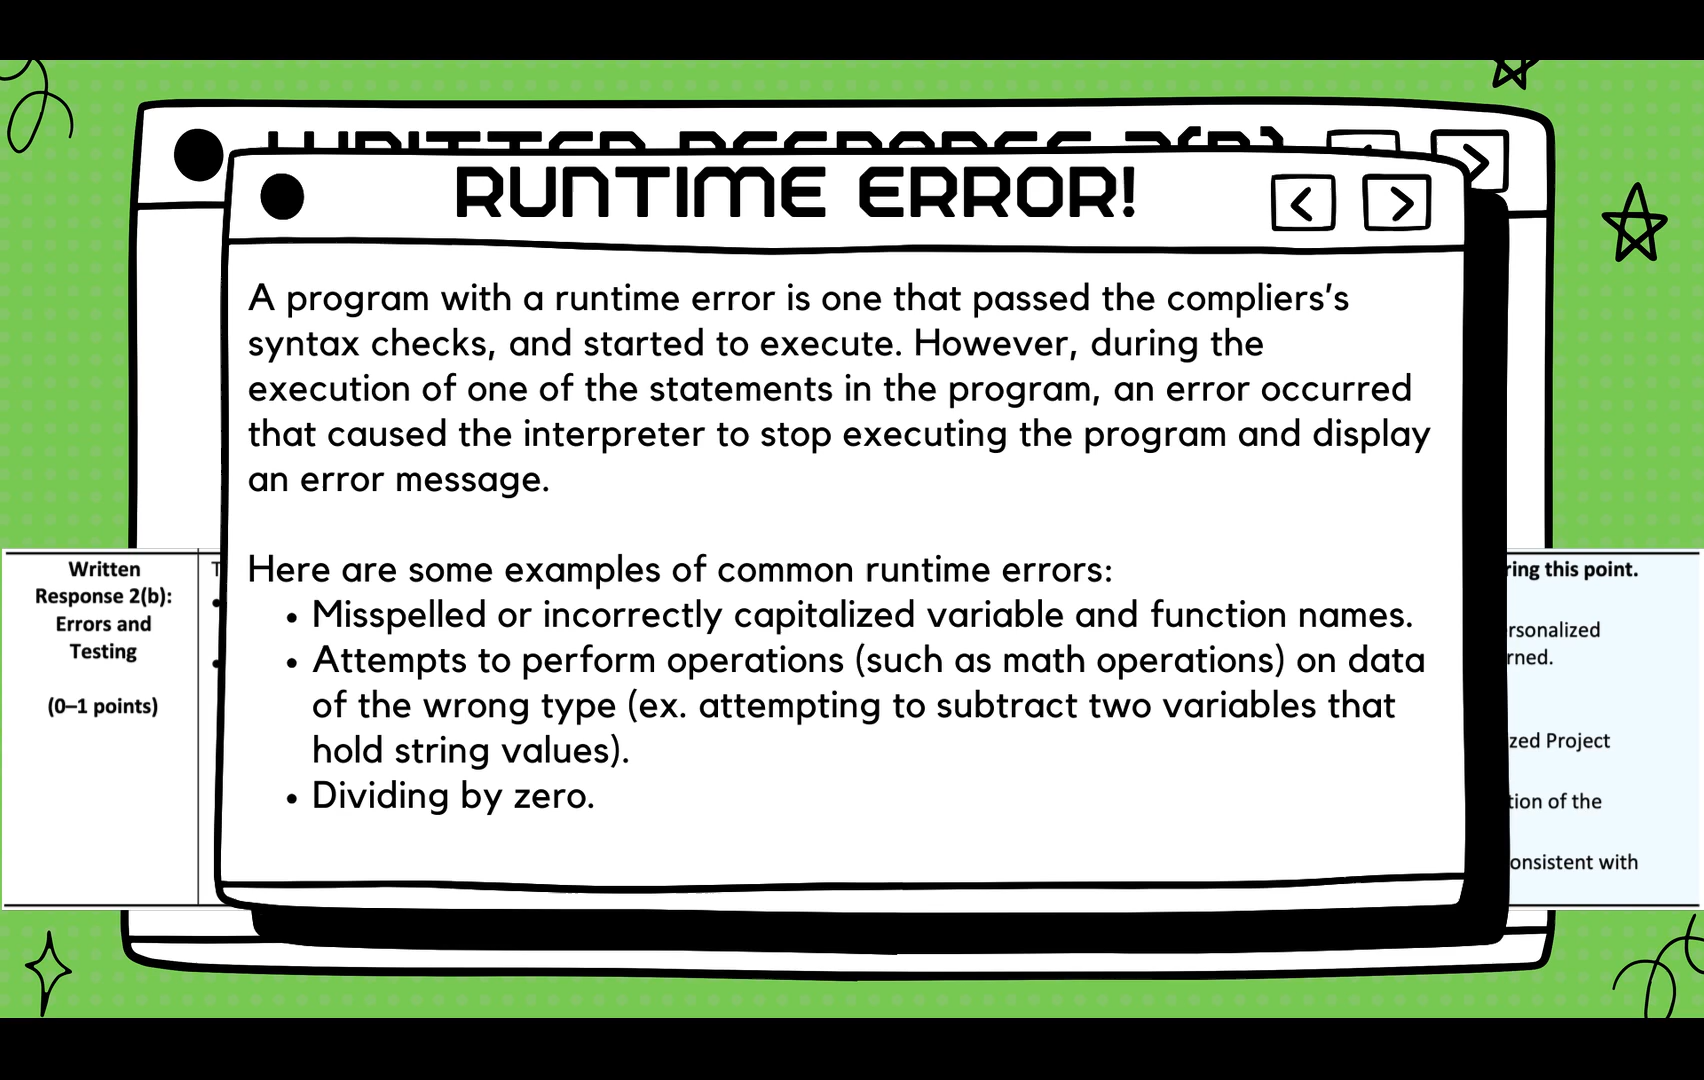 WRITTEN RESPONSE 2(B)
RUNTIME ERROR!
A program with a runtime error is one that passed the compliers’s
syntax checks, and started to execute. However, during the
execution of one of the statements in the program, an error occurred
that caused the interpreter to stop executing the program and display
an error message.
Here are some examples of common runtime errors:
• Misspelled or incorrectly capitalized variable and function names.
• Attempts to perform operations (such as math operations) on data
of the wrong type (ex. attempting to subtract two variables that
hold string values).
• Dividing by zero.
Written
Response 2(b):
Errors and
Testing
(0–1 points)
this point.
zed Project
of the
with